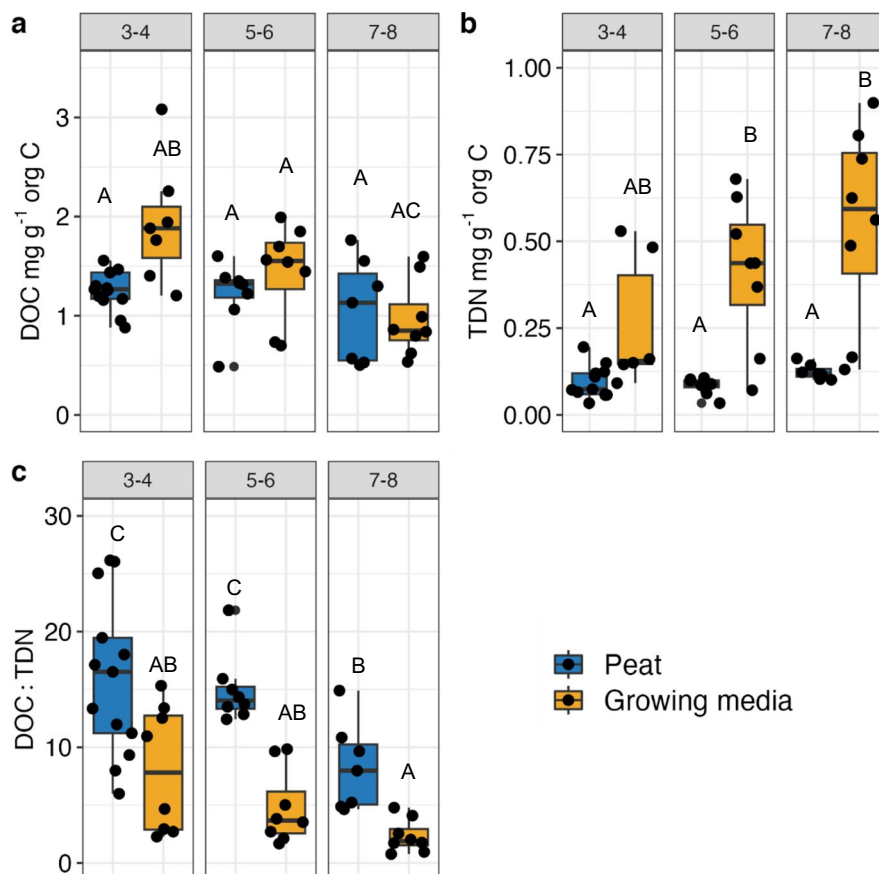 a
3-4 5-6 7-8
DOC mg g⁻¹ org C
3
2
1
0
A AB A A A AC
b
3-4 5-6 7-8
TDN mg g⁻¹ org C
1.00
0.75
0.50
0.25
0.00
A AB A B A B
c
3-4 5-6 7-8
DOC : TDN
30
20
10
0
C AB C AB B A
Peat
Growing media